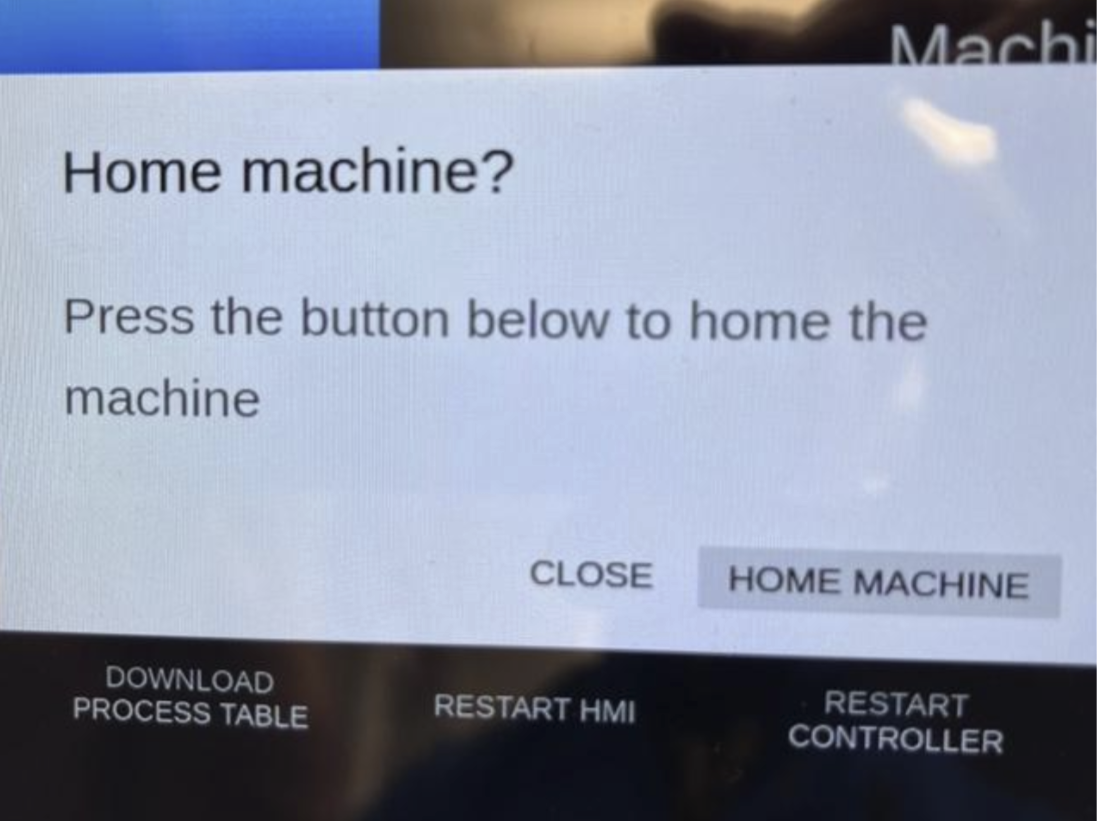 Machi
Home machine?
Press the button below to home the
machine
CLOSE
HOME MACHINE
DOWNLOAD
PROCESS TABLE
RESTART HMI
RESTART
CONTROLLER